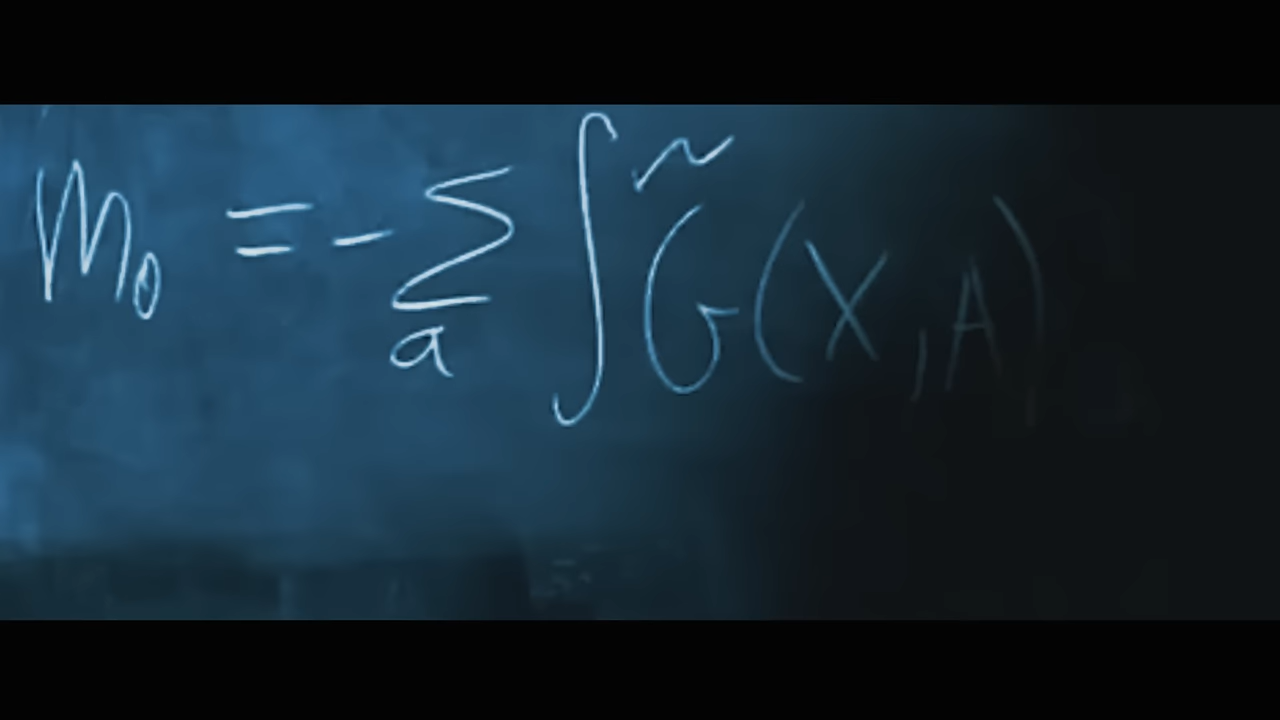 m₀ = - ∑ₐ ∫ G̃(X, A)